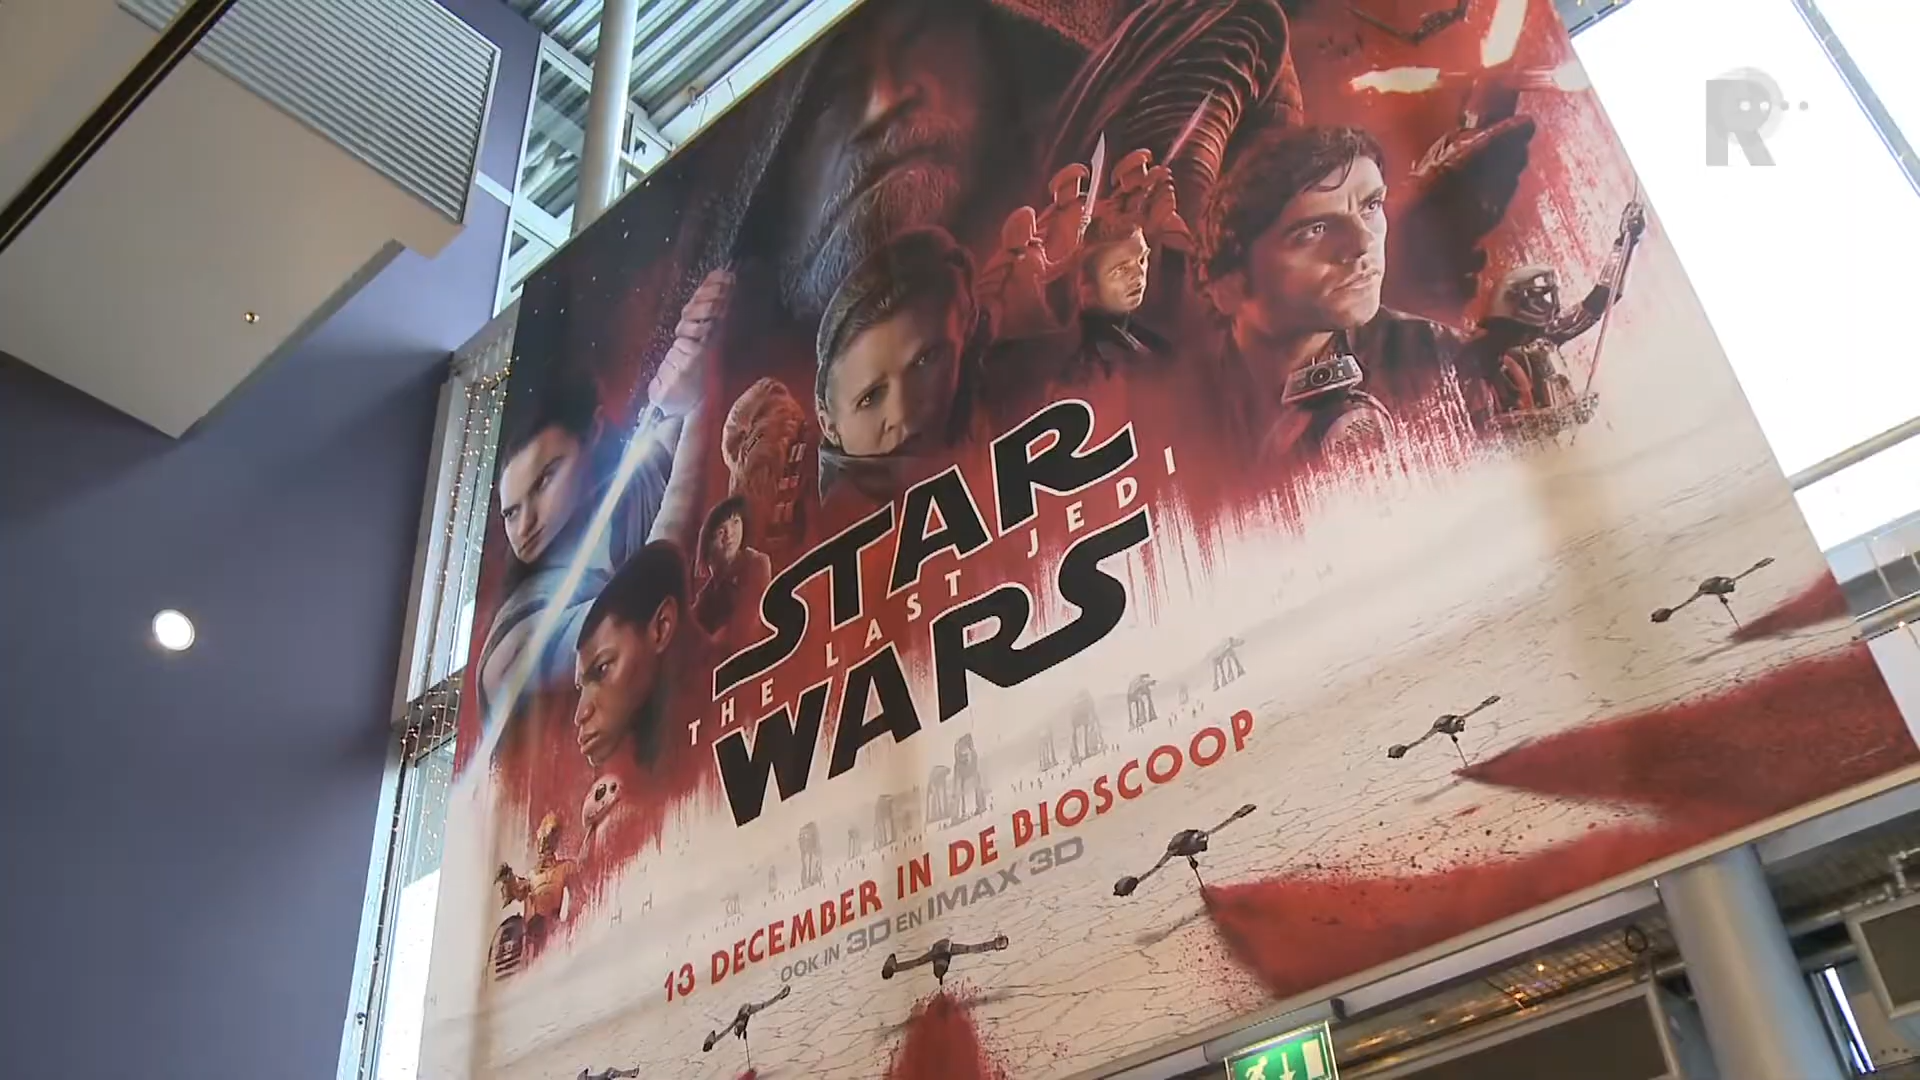 R
STAR
THE LAST JEDI
WARS
13 DECEMBER IN DE BIOSCOOP
OOK IN 3D EN IMAX 3D